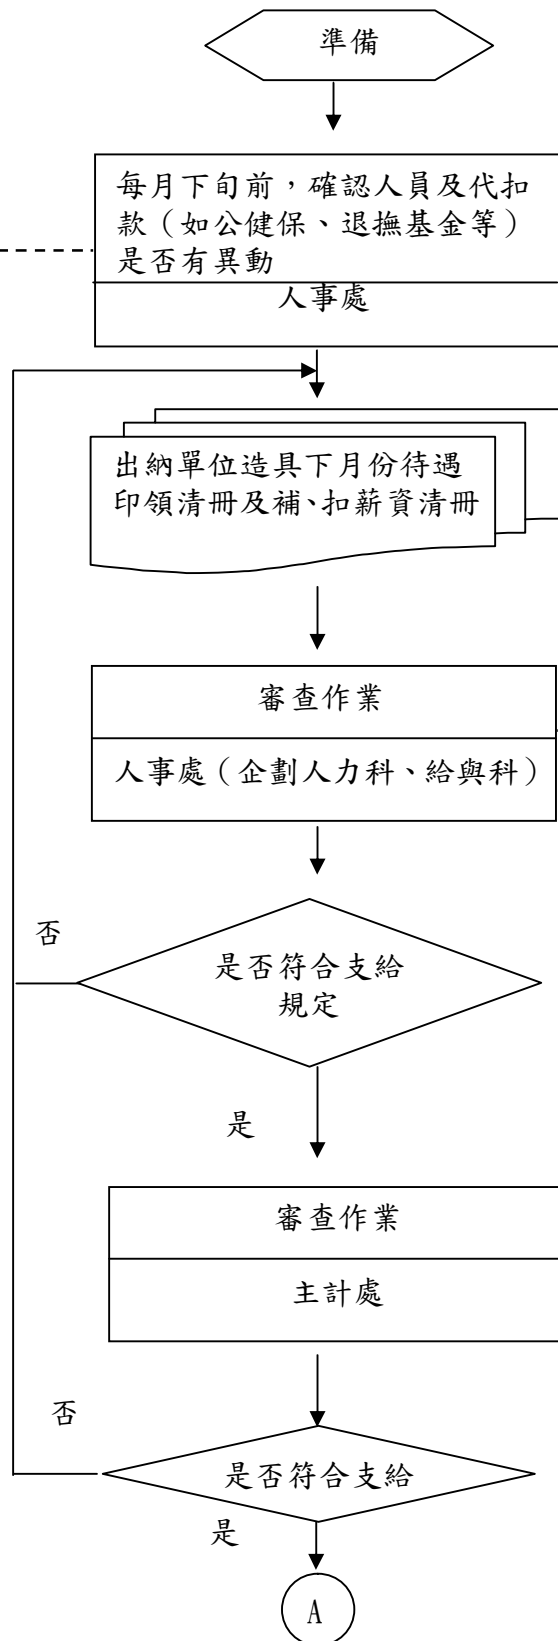 準備
每月下旬前，確認人員及代扣
款（如公健保、退撫基金等）
是否有異動
人事處
出納單位造具下月份待遇
印領清冊及補、扣薪資清冊
審查作業
人事處（企劃人力科、給與科）
否
是否符合支給
規定
是
審查作業
主計處
否
是否符合支給
是
A